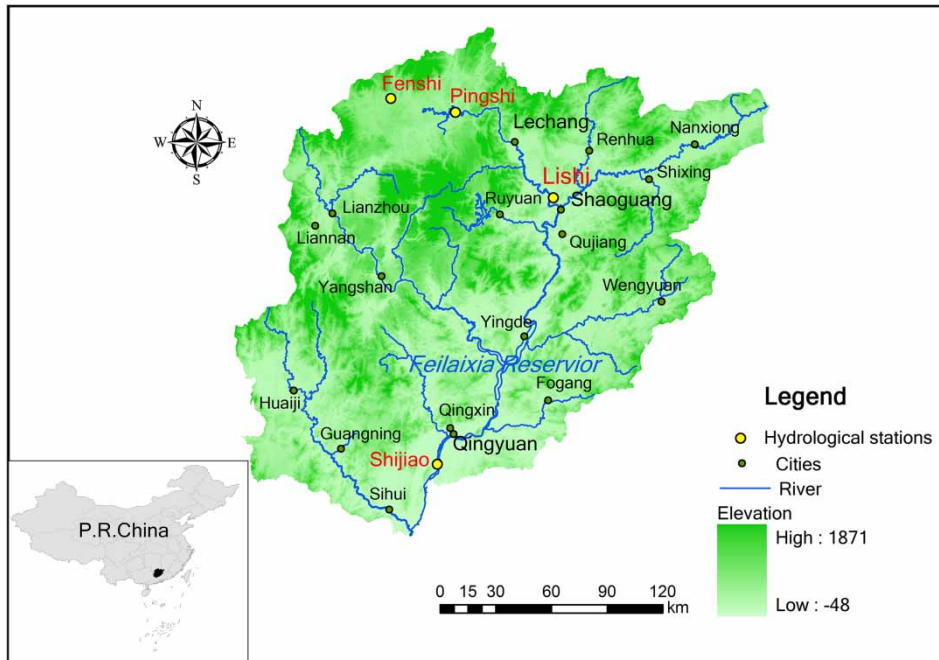 Fenshi
Pingshi
N
W E
S
Lechang
Renhua
Nanxiong
Lishi
Shixing
Ruyuan
Shaoguang
Lianzhou
Liannan
Qujiang
Yangshan
Wengyuan
Yingde
Feilaixia Reservior
Fogang
Huaiji
Qingxin
Guangning
Qingyuan
Shijiao
Sihui
Legend
Hydrological stations
Cities
River
Elevation
High : 1871
Low : -48
P.R.China
0 15 30 60 90 120
km